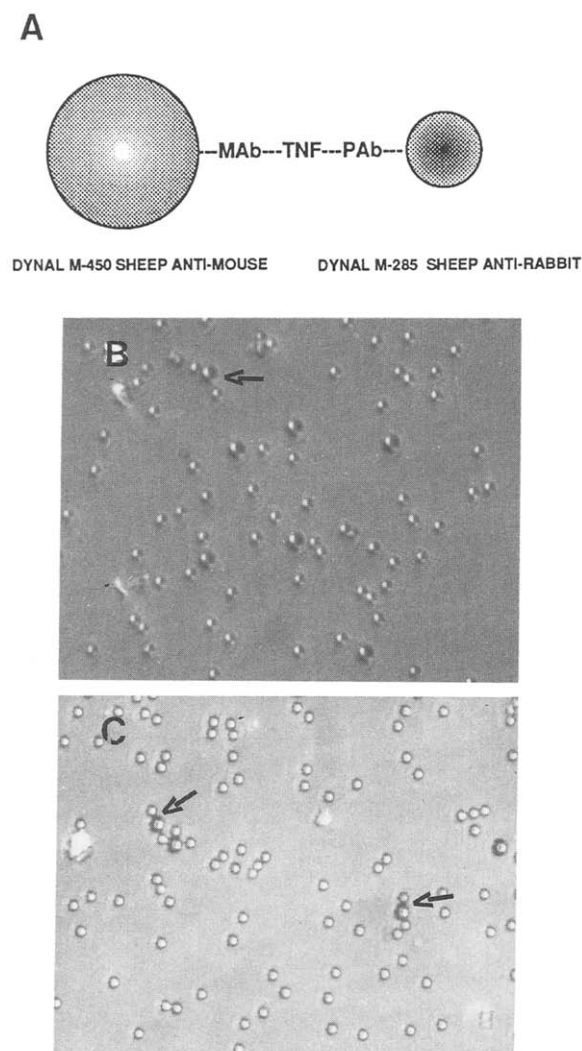 A
---MAb---TNF---PAb---
DYNAL M-450 SHEEP ANTI-MOUSE DYNAL M-285 SHEEP ANTI-RABBIT
B
C